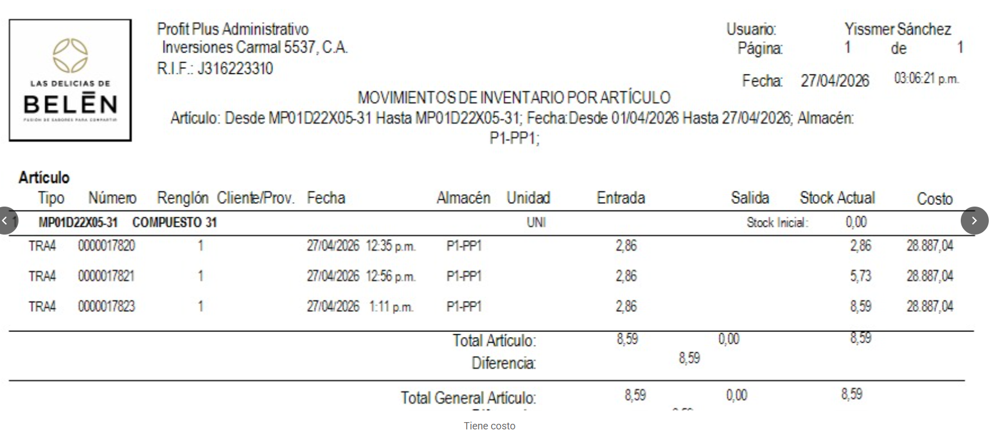 LAS DELICIAS DE
BELĒN
FUSIÓN DE SABORES PARA COMPARTIR
Profit Plus Administrativo
Inversiones Carmal 5537, C.A.
R.I.F.: J316223310
Usuario: Yissmer Sánchez
Página: 1 de 1
Fecha: 27/04/2026 03:06:21 p.m.
MOVIMIENTOS DE INVENTARIO POR ARTÍCULO
Artículo: Desde MP01D22X05-31 Hasta MP01D22X05-31; Fecha:Desde 01/04/2026 Hasta 27/04/2026; Almacén:
P1-PP1;
Artículo
Tipo Número Renglón Cliente/Prov. Fecha Almacén Unidad Entrada Salida Stock Actual Costo
1 MP01D22X05-31 COMPUESTO 31 UNI Stock Inicial: 0,00
TRA4 0000017820 1 27/04/2026 12:35 p.m. P1-PP1 2,86 2,86 28.887,04
TRA4 0000017821 1 27/04/2026 12:56 p.m. P1-PP1 2,86 5,73 28.887,04
TRA4 0000017823 1 27/04/2026 1:11 p.m. P1-PP1 2,86 8,59 28.887,04
Total Artículo: 8,59 0,00 8,59
Diferencia: 8,59
Total General Artículo: 8,59 0,00 8,59
Tiene costo